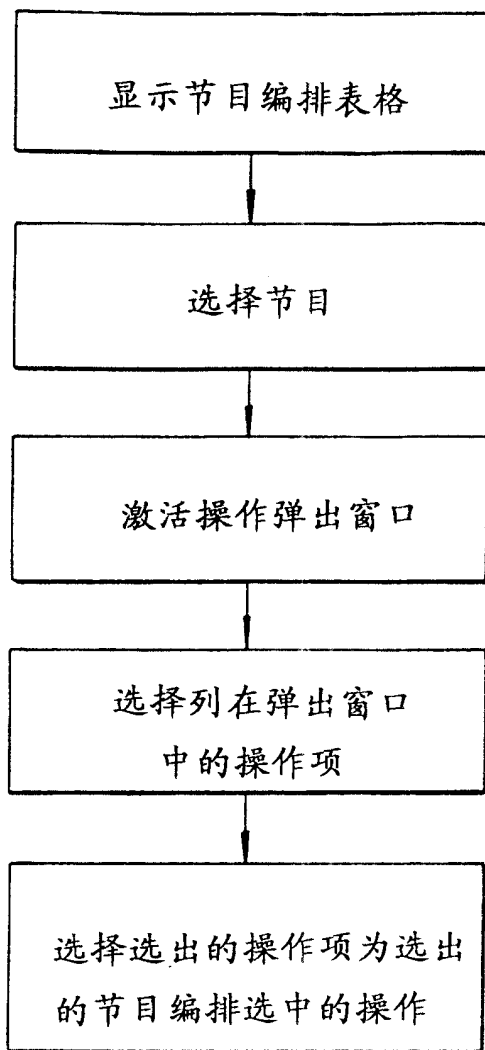 显示节目编排表格
选择节目
激活操作弹出窗口
选择列在弹出窗口
中的操作项
选择选出的操作项为选出
的节目编排选中的操作